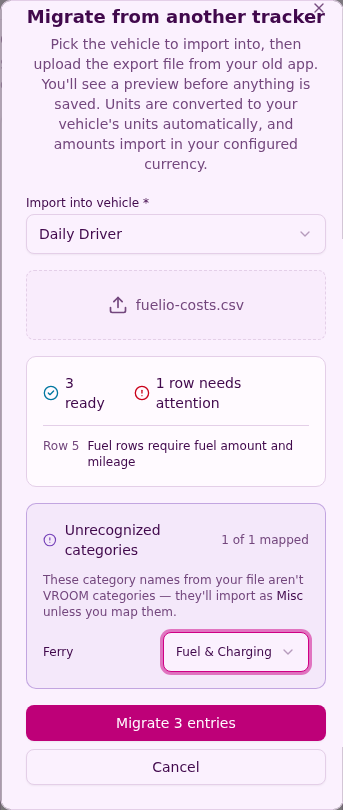 Migrate from another tracker
Pick the vehicle to import into, then
upload the export file from your old app.
You'll see a preview before anything is
saved. Units are converted to your
vehicle's units automatically, and
amounts import in your configured
currency.
Import into vehicle *
Daily Driver
fuelio-costs.csv
3
ready
1 row needs
attention
Row 5 Fuel rows require fuel amount and
mileage
Unrecognized
categories
1 of 1 mapped
These category names from your file aren't
VROOM categories — they'll import as Misc
unless you map them.
Ferry
Fuel & Charging
Migrate 3 entries
Cancel